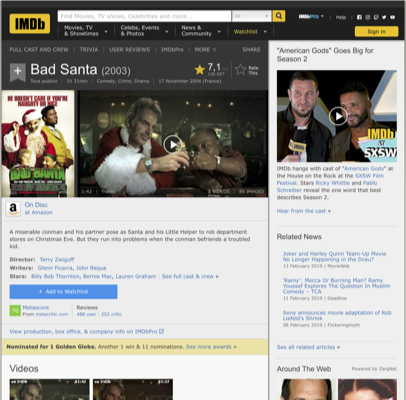 IMDb
Find Movies, TV shows, Celebrities and more...
All
IMDbPro
Help
Movies, TV & Showtimes
Celebs, Events & Photos
News & Community
Watchlist
Sign in
FULL CAST AND CREW | TRIVIA | USER REVIEWS | IMDbPro | MORE
SHARE
Bad Santa (2003)
Tous publics | 1h 31min | Comedy, Crime, Drama | 17 November 2004 (France)
7,1
Rate This
HE DOESN'T CARE IF YOU'RE NAUGHTY OR NICE
BAD SANTA
1:42 | Trailer
3 VIDEOS | 89 IMAGES
On Disc
at Amazon
A miserable conman and his partner pose as Santa and his Little Helper to rob department
stores on Christmas Eve. But they run into problems when the conman befriends a troubled
kid.
Director: Terry Zwigoff
Writers: Glenn Ficarra, John Requa
Stars: Billy Bob Thornton, Bernie Mac, Lauren Graham | See full cast & crew »
+ Add to Watchlist
70
Metascore
From metacritic.com
Reviews
488 user | 202 critic
View production, box office, & company info on IMDbPro
Nominated for 1 Golden Globe. Another 1 win & 11 nominations. See more awards »
Videos
"American Gods" Goes Big for
Season 2
IMDb
at
SXSW
IMDb hangs with cast of "American Gods" at
the House on the Rock at the SXSW Film
Festival. Stars Ricky Whittle and Pablo
Schreiber reveal the one word that best
describes Season 2.
Hear from the cast »
Related News
Joker and Harley Quinn Team-Up Movie
No Longer Happening in the Dceu?
13 February 2019 | MovieWeb
'Ramy': Mecca Or Burning Man? Ramy
Youssef Explores The Question In Muslim
Comedy – TCA
11 February 2019 | Deadline
Sony announces movie adaptation of Rob
Liefeld's Shrink
08 February 2019 | Flickeringmyth
See all related articles »
Around The Web
Powered by ZergNet